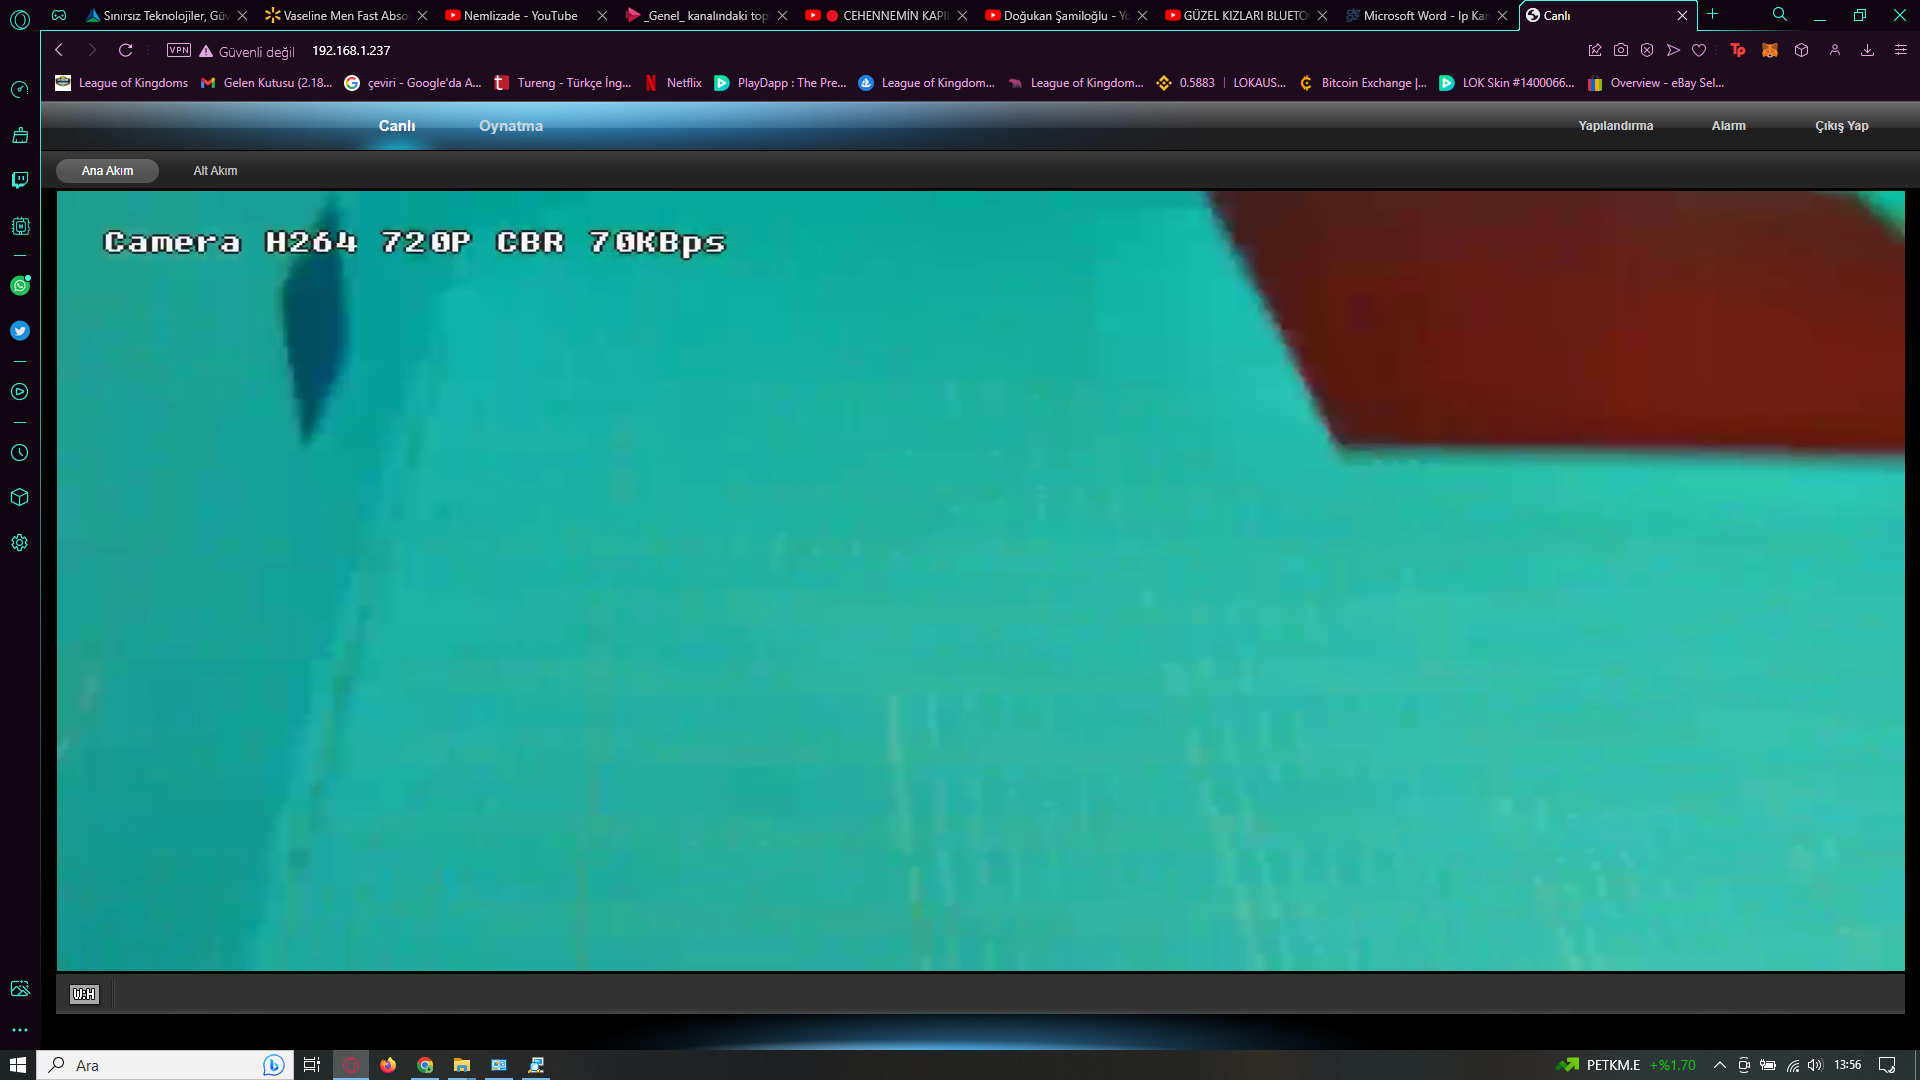 Sınırsız Teknolojiler, Gü
Vaseline Men Fast Abso
Nemlizade - YouTube
_Genel_ kanalındaki top
CEHENNEMİN KAPI
Doğukan Şamiloğlu - Yo
GÜZEL KIZLARI BLUETO
Microsoft Word - Ip Kan
Canlı
VPN
Güvenli değil
192.168.1.237
League of Kingdoms
Gelen Kutusu (2.18...
çeviri - Google'da A...
Tureng - Türkçe İng...
Netflix
PlayDapp : The Pre...
League of Kingdom...
League of Kingdom...
0.5883 | LOKAUS...
Bitcoin Exchange |...
LOK Skin #1400066...
Overview - eBay Sel...
Canlı
Oynatma
Yapılandırma
Alarm
Çıkış Yap
Ana Akım
Alt Akım
Camera H264 720P CBR 70KBps
W:H
Ara
PETKM.E +%1,70
13:56